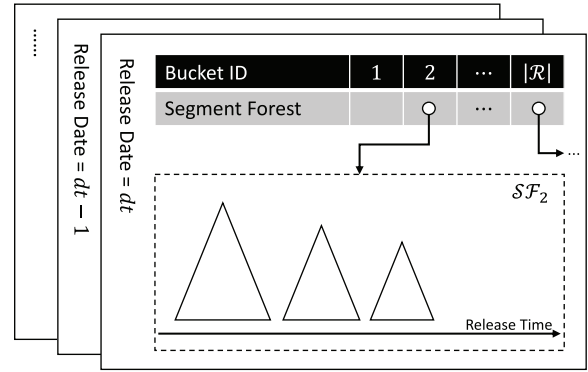 ......
Release Date = dt − 1
Release Date = dt
Bucket ID 1 2 ... |ℛ|
Segment Forest ...
...
𝒮ℱ₂
Release Time